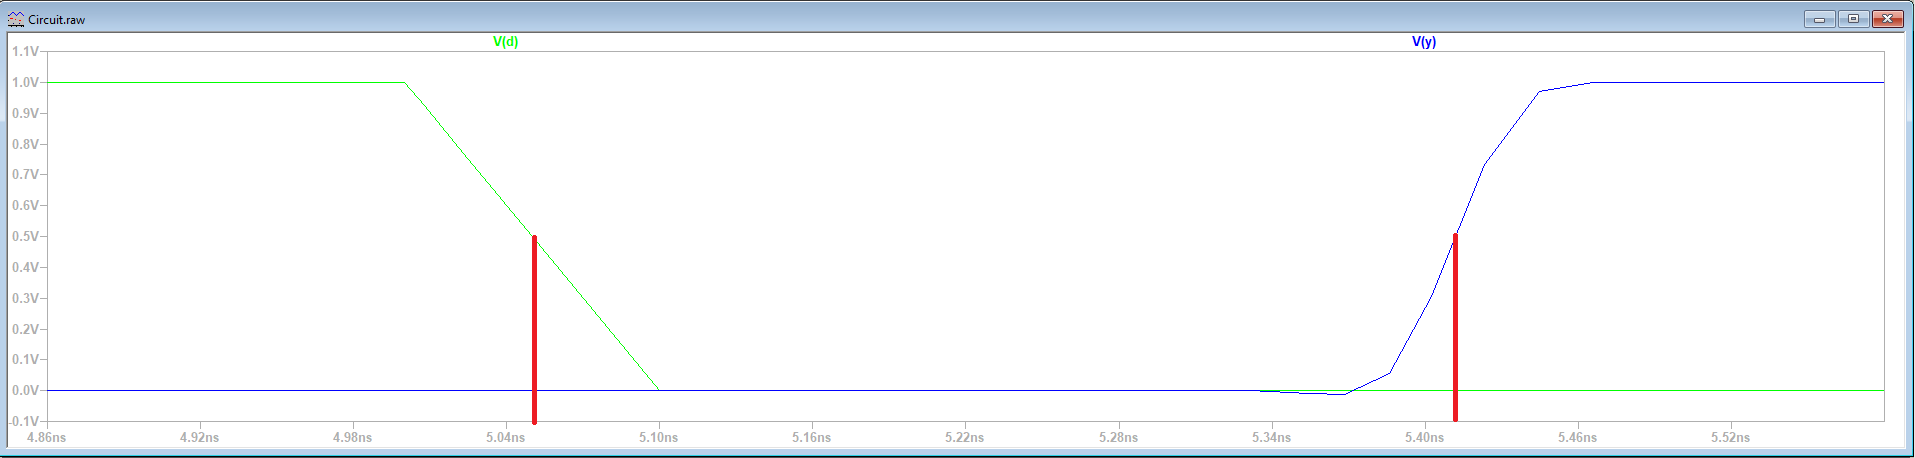 Circuit.raw
V(d) V(y)
1.1V
1.0V
0.9V
0.8V
0.7V
0.6V
0.5V
0.4V
0.3V
0.2V
0.1V
0.0V
-0.1V
4.86ns 4.92ns 4.98ns 5.04ns 5.10ns 5.16ns 5.22ns 5.28ns 5.34ns 5.40ns 5.46ns 5.52ns